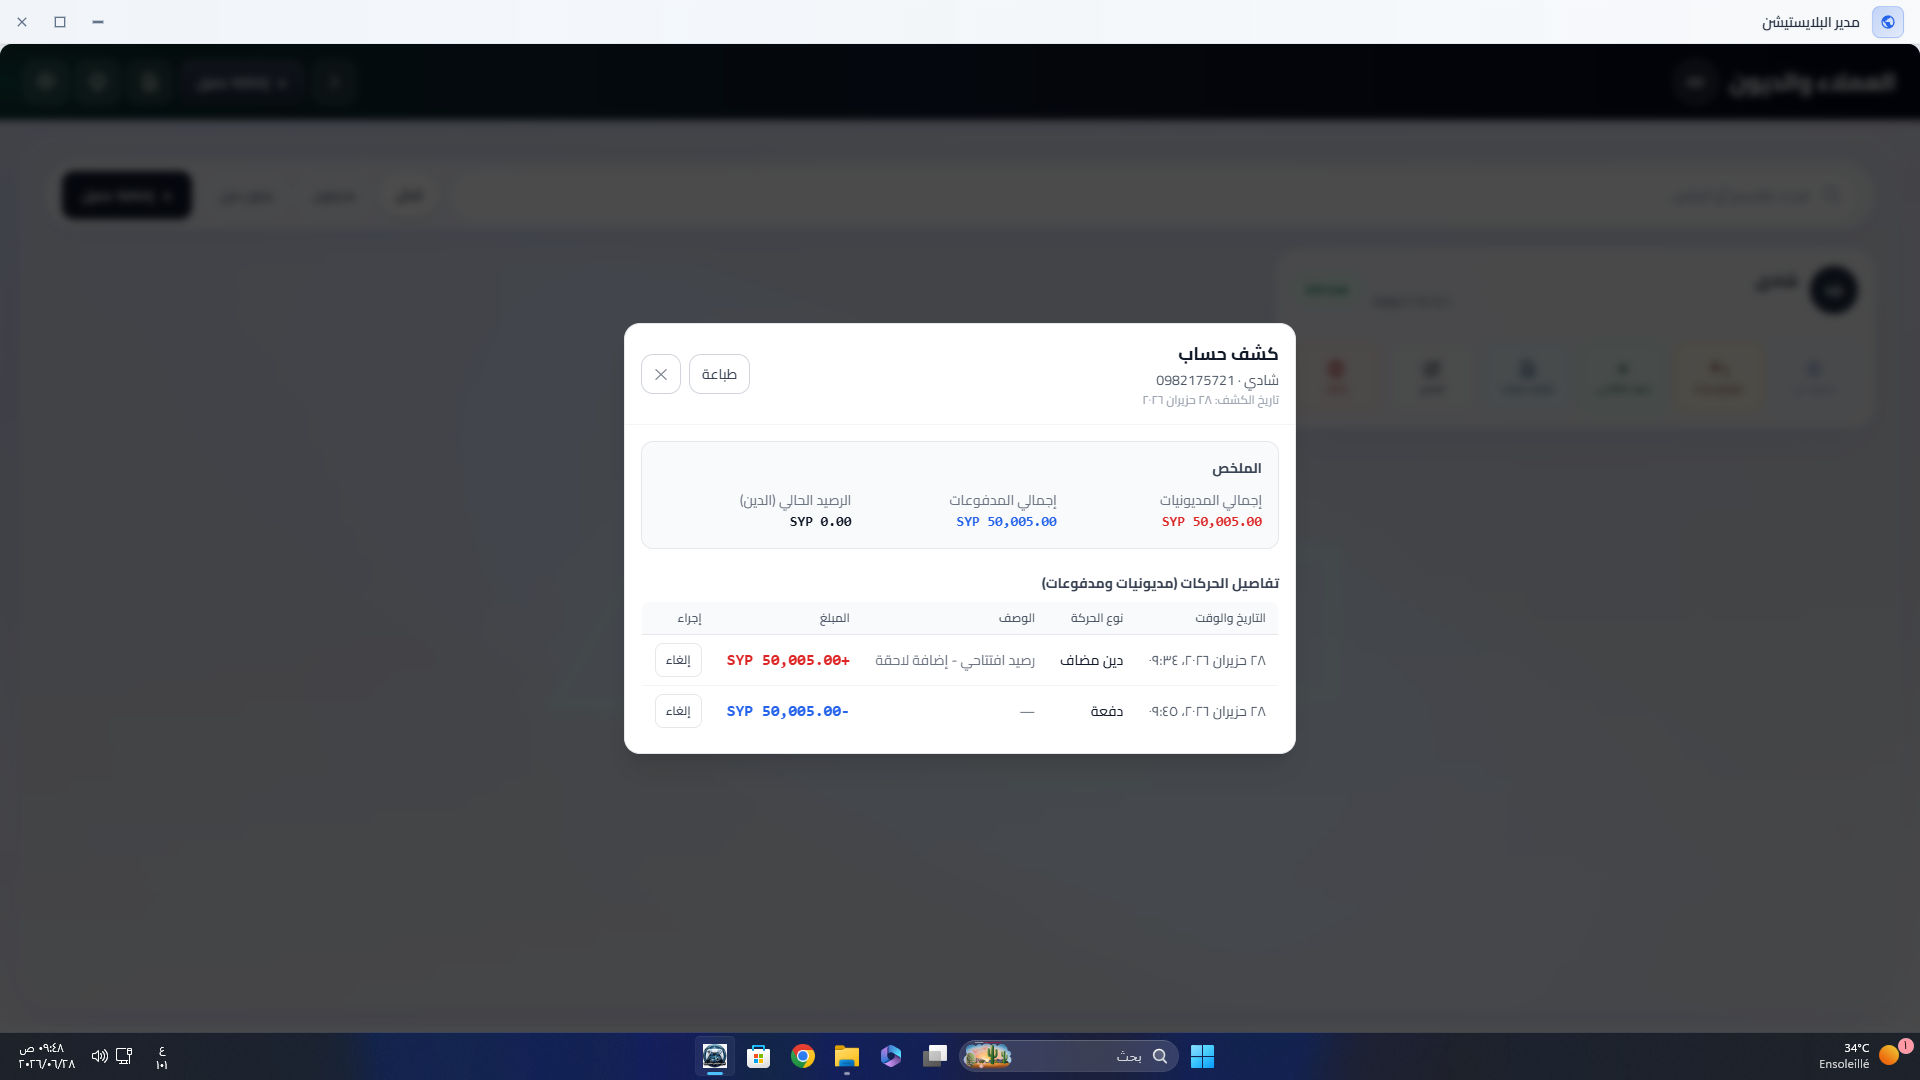 مدير البلايستيشن
العملاء والديون
كشف حساب
شادي · 0982175721
تاريخ الكشف: ٢٨ حزيران ٢٠٢٦
طباعة
الملخص
إجمالي المديونيات
SYP 50,005.00
إجمالي المدفوعات
SYP 50,005.00
الرصيد الحالي (الدين)
SYP 0.00
تفاصيل الحركات (مديونيات ومدفوعات)
التاريخ والوقت نوع الحركة الوصف المبلغ إجراء
٢٨ حزيران ٢٠٢٦، ٠٩:٣٤ دين مضاف رصيد افتتاحي - إضافة لاحقة SYP 50,005.00+ إلغاء
٢٨ حزيران ٢٠٢٦، ٠٩:٤٥ دفعة — SYP 50,005.00- إلغاء
١
34°C
Ensoleillé
بحث
ع
١٠١
٠٩:٤٨ ص
٢٠٢٦/٠٦/٢٨